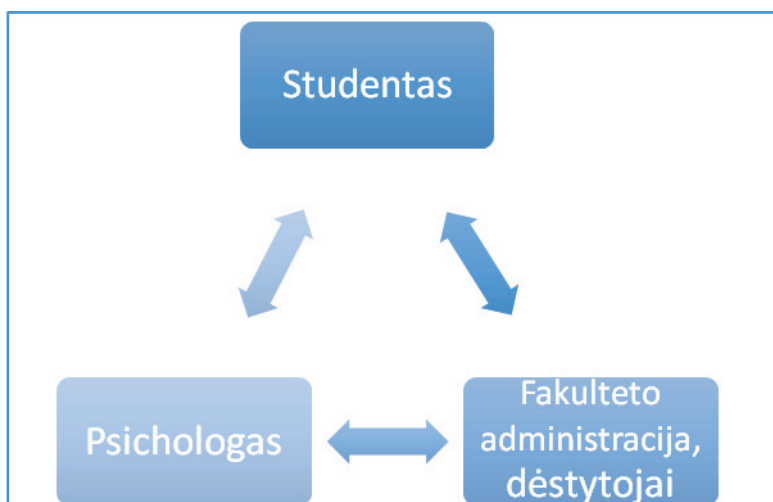 Studentas
Psichologas
Fakulteto
administracija,
dėstytojai